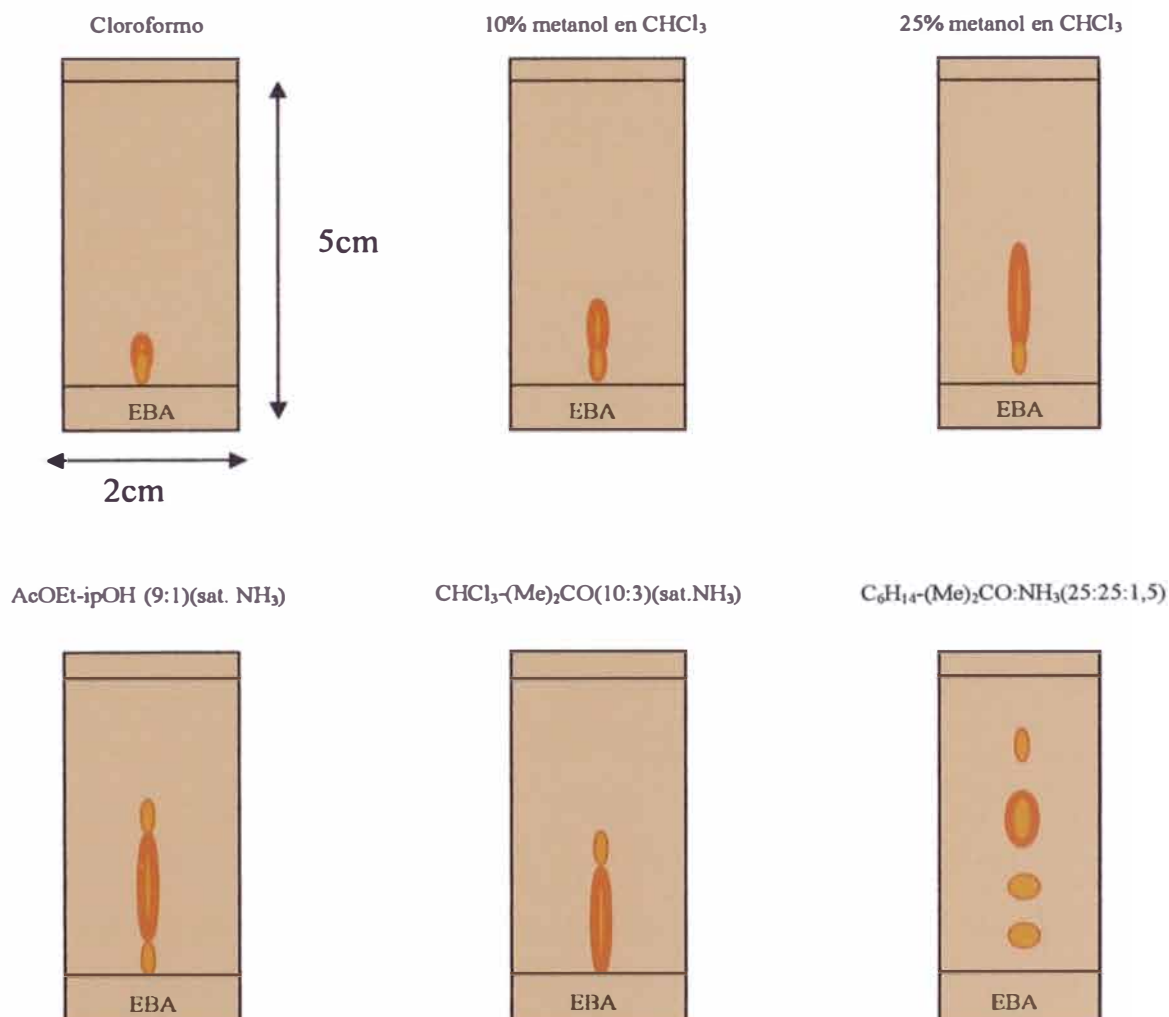 Cloroformo
10% metanol en CHCl₃
25% metanol en CHCl₃
5cm
EBA
EBA
EBA
2cm
AcOEt-ipOH (9:1)(sat. NH₃)
CHCl₃-(Me)₂CO(10:3)(sat.NH₃)
C₆H₁₄-(Me)₂CO:NH₃(25:25:1,5)
EBA
EBA
EBA